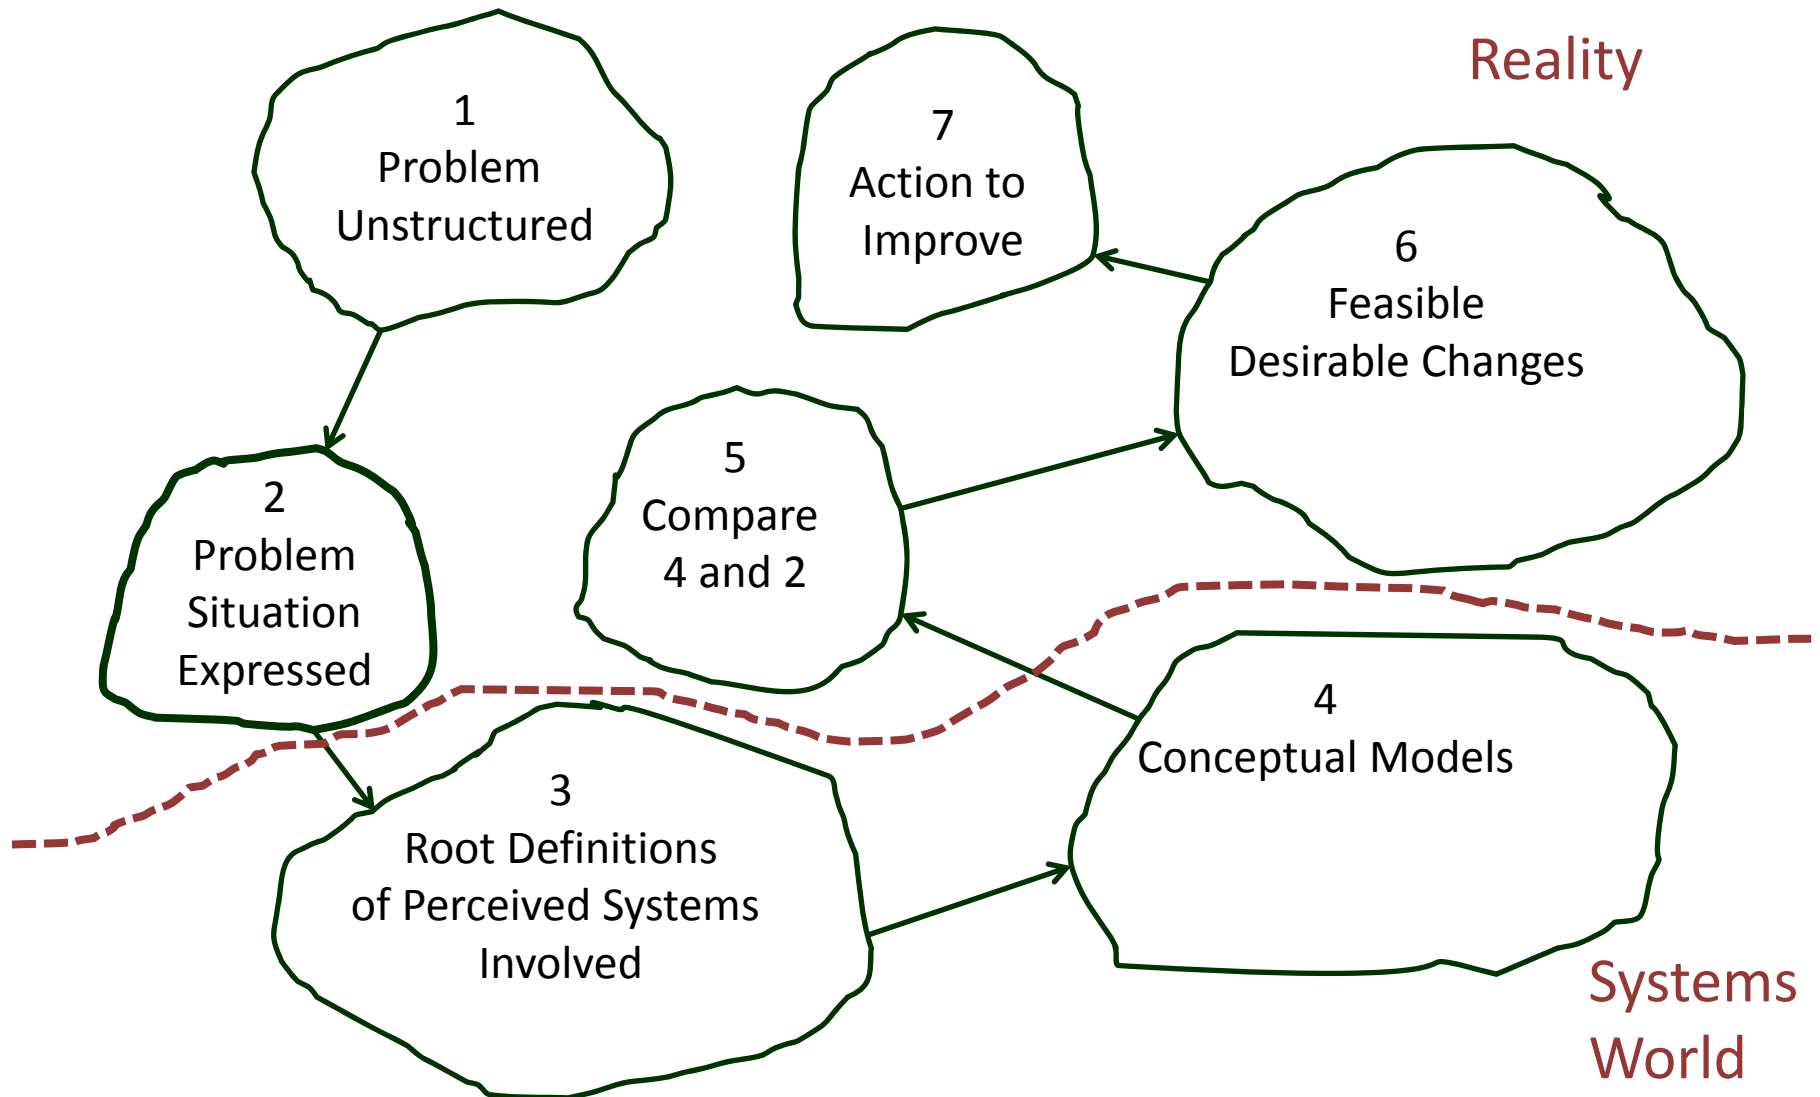 1
Problem
Unstructured
7
Action to
Improve
Reality
6
Feasible
Desirable Changes
2
Problem
Situation
Expressed
5
Compare
4 and 2
3
Root Definitions
of Perceived Systems
Involved
4
Conceptual Models
Systems
World